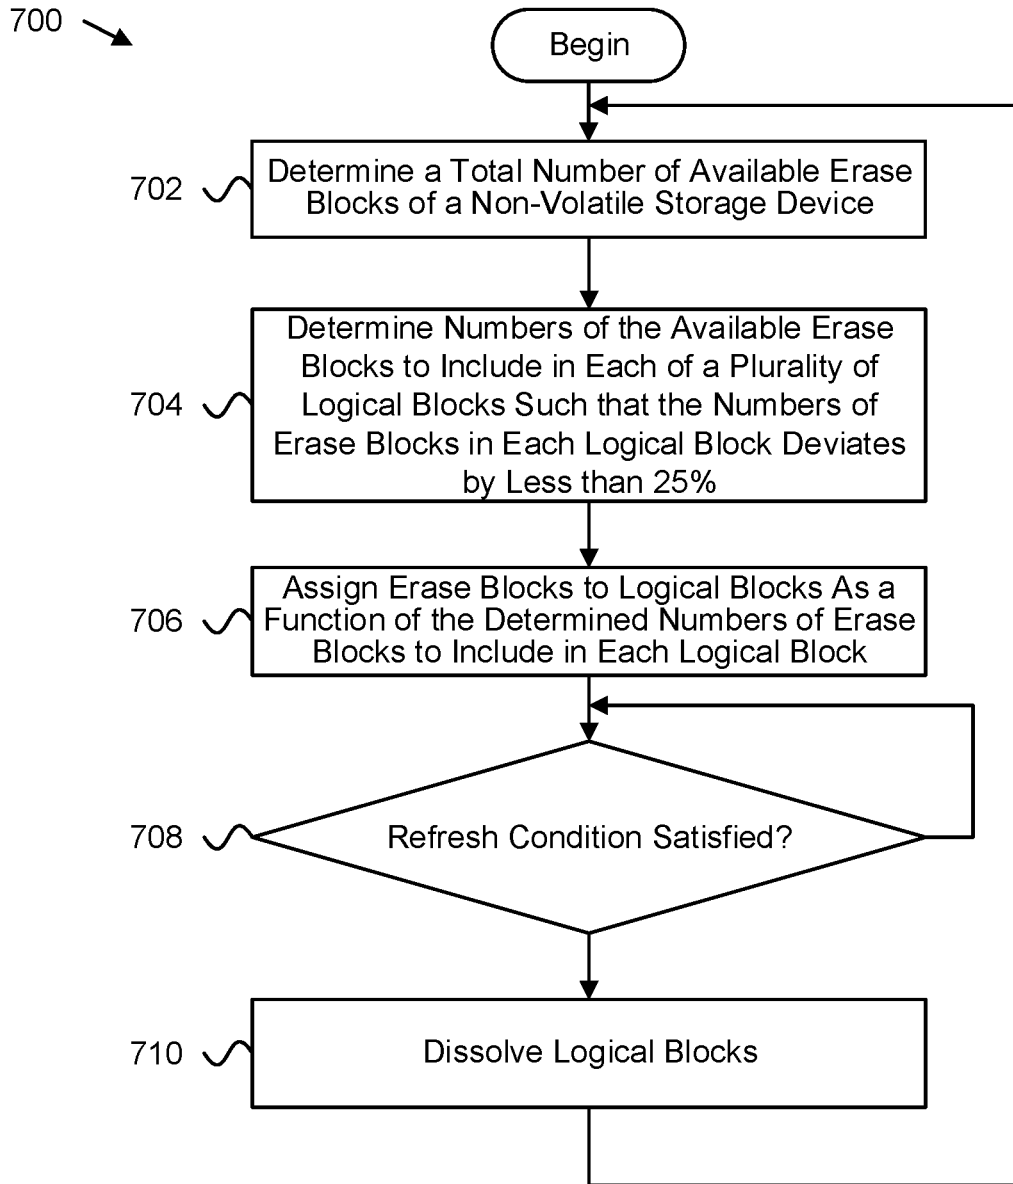 700
Begin
702
Determine a Total Number of Available Erase
Blocks of a Non-Volatile Storage Device
704
Determine Numbers of the Available Erase
Blocks to Include in Each of a Plurality of
Logical Blocks Such that the Numbers of
Erase Blocks in Each Logical Block Deviates
by Less than 25%
706
Assign Erase Blocks to Logical Blocks As a
Function of the Determined Numbers of Erase
Blocks to Include in Each Logical Block
708
Refresh Condition Satisfied?
710
Dissolve Logical Blocks